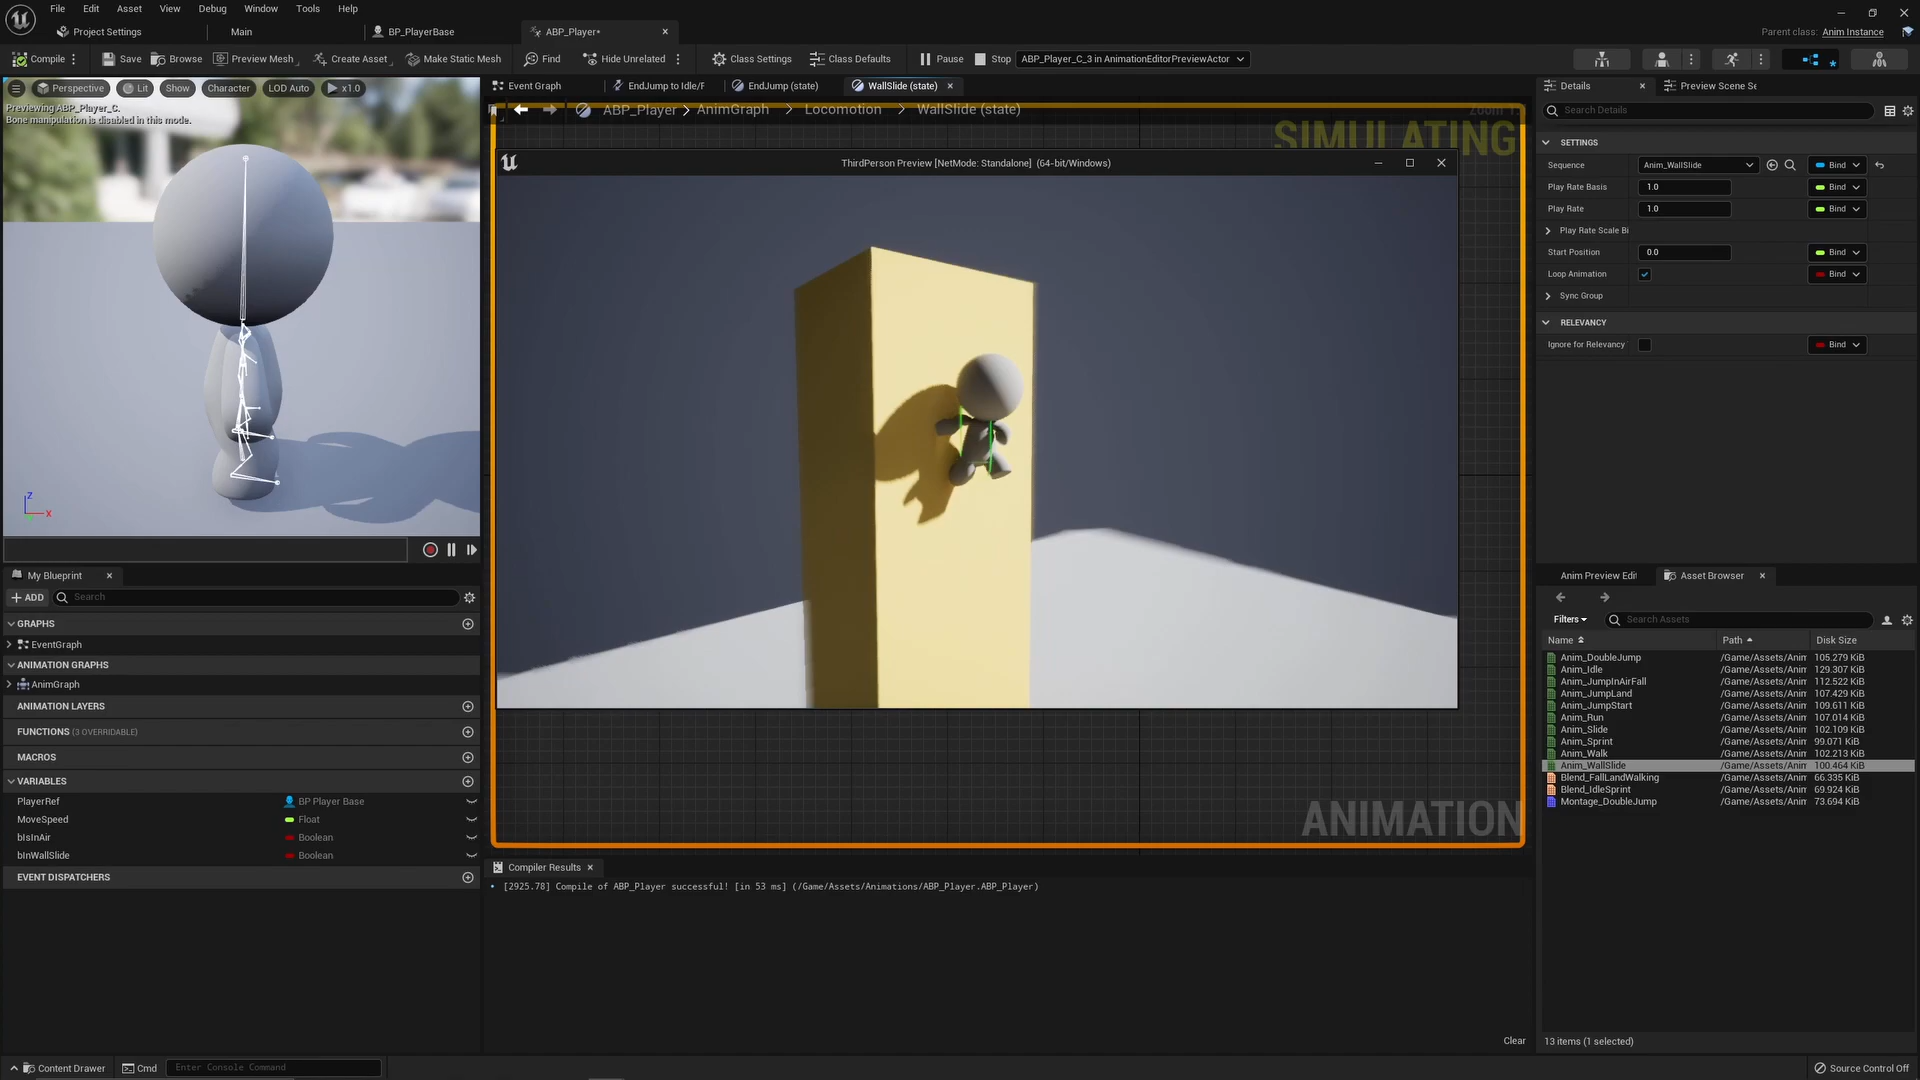 File Edit Asset View Debug Window Tools Help
Project Settings Main BP_PlayerBase ABP_Player* Parent class: Anim Instance
Compile Save Browse Preview Mesh Create Asset Make Static Mesh Find Hide Unrelated Class Settings Class Defaults Pause Stop ABP_Player_C_3 in AnimationEditorPreviewActor
Perspective Lit Show Character LOD Auto x1.0
Previewing ABP_Player_C.
Bone manipulation is disabled in this mode.
Z
X
Event Graph EndJump to Idle/F EndJump (state) WallSlide (state)
ABP_Player AnimGraph Locomotion WallSlide (state)
SIMULATING
ThirdPerson Preview [NetMode: Standalone] (64-bit/Windows)
ANIMATION
My Blueprint
ADD Search
GRAPHS
EventGraph
ANIMATION GRAPHS
AnimGraph
ANIMATION LAYERS
FUNCTIONS (3 OVERRIDABLE)
MACROS
VARIABLES
PlayerRef BP Player Base
MoveSpeed Float
bIsInAir Boolean
bInWallSlide Boolean
EVENT DISPATCHERS
Compiler Results
[2925.78] Compile of ABP_Player successful! [in 53 ms] (/Game/Assets/Animations/ABP_Player.ABP_Player)
Clear
Details Preview Scene Se
Search Details
SETTINGS
Sequence Anim_WallSlide Bind
Play Rate Basis 1.0 Bind
Play Rate 1.0 Bind
Play Rate Scale Bi
Start Position 0.0 Bind
Loop Animation Bind
Sync Group
RELEVANCY
Ignore for Relevancy Bind
Anim Preview Edit Asset Browser
Filters Search Assets
Name Path Disk Size
Anim_DoubleJump /Game/Assets/Anim 105.279 KiB
Anim_Idle /Game/Assets/Anim 129.307 KiB
Anim_JumpInAirFall /Game/Assets/Anim 112.522 KiB
Anim_JumpLand /Game/Assets/Anim 107.429 KiB
Anim_JumpStart /Game/Assets/Anim 109.611 KiB
Anim_Run /Game/Assets/Anim 107.014 KiB
Anim_Slide /Game/Assets/Anim 102.109 KiB
Anim_Sprint /Game/Assets/Anim 99.071 KiB
Anim_Walk /Game/Assets/Anim 102.213 KiB
Anim_WallSlide /Game/Assets/Anim 100.464 KiB
Blend_FallLandWalking /Game/Assets/Anim 66.335 KiB
Blend_IdleSprint /Game/Assets/Anim 69.924 KiB
Montage_DoubleJump /Game/Assets/Anim 73.694 KiB
13 items (1 selected)
Content Drawer Cmd Enter Console Command Source Control Off